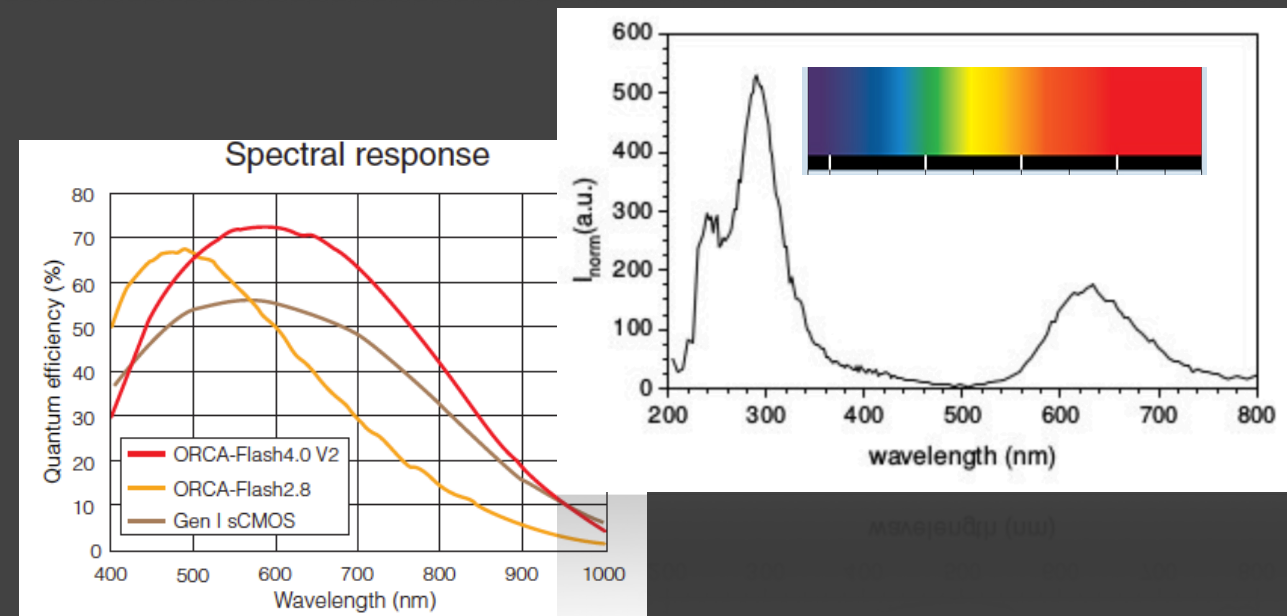 Spectral response
80
70
60
50
40
30
20
10
0
Quantum efficiency (%)
ORCA-Flash4.0 V2
ORCA-Flash2.8
Gen I sCMOS
400 500 600 700 800 900 1000
Wavelength (nm)
600
500
400
300
200
100
0
Inorm(a.u.)
200 300 400 500 600 700 800
wavelength (nm)